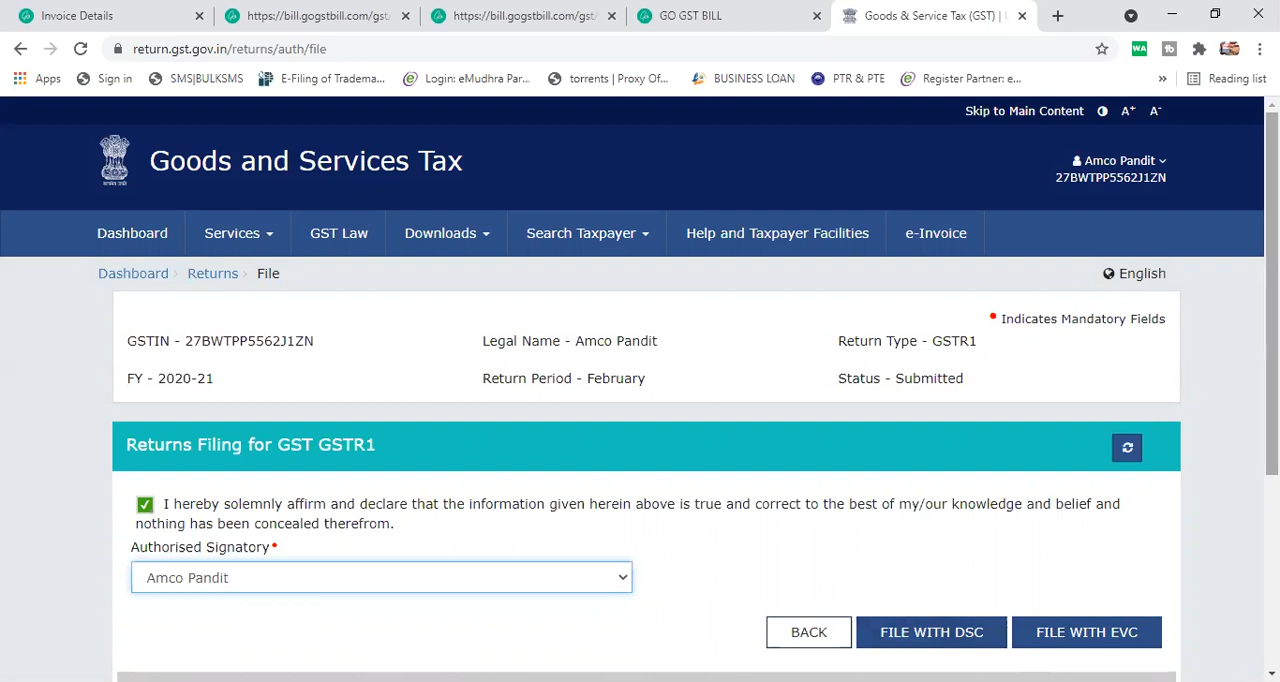 Invoice Details
https://bill.gogstbill.com/gst/
https://bill.gogstbill.com/gst/
GO GST BILL
Goods & Service Tax (GST) | U
return.gst.gov.in/returns/auth/file
WA
Apps
Sign in
SMS|BULKSMS
E-Filing of Tradema...
Login: eMudhra Par...
torrents | Proxy Of...
BUSINESS LOAN
PTR & PTE
Register Partner: e...
»
Reading list
Skip to Main Content
A+
A-
Goods and Services Tax
Amco Pandit
27BWTPP5562J1ZN
Dashboard
Services
GST Law
Downloads
Search Taxpayer
Help and Taxpayer Facilities
e-Invoice
Dashboard
Returns
File
English
• Indicates Mandatory Fields
GSTIN - 27BWTPP5562J1ZN
Legal Name - Amco Pandit
Return Type - GSTR1
FY - 2020-21
Return Period - February
Status - Submitted
Returns Filing for GST GSTR1
I hereby solemnly affirm and declare that the information given herein above is true and correct to the best of my/our knowledge and belief and
nothing has been concealed therefrom.
Authorised Signatory•
Amco Pandit
BACK
FILE WITH DSC
FILE WITH EVC